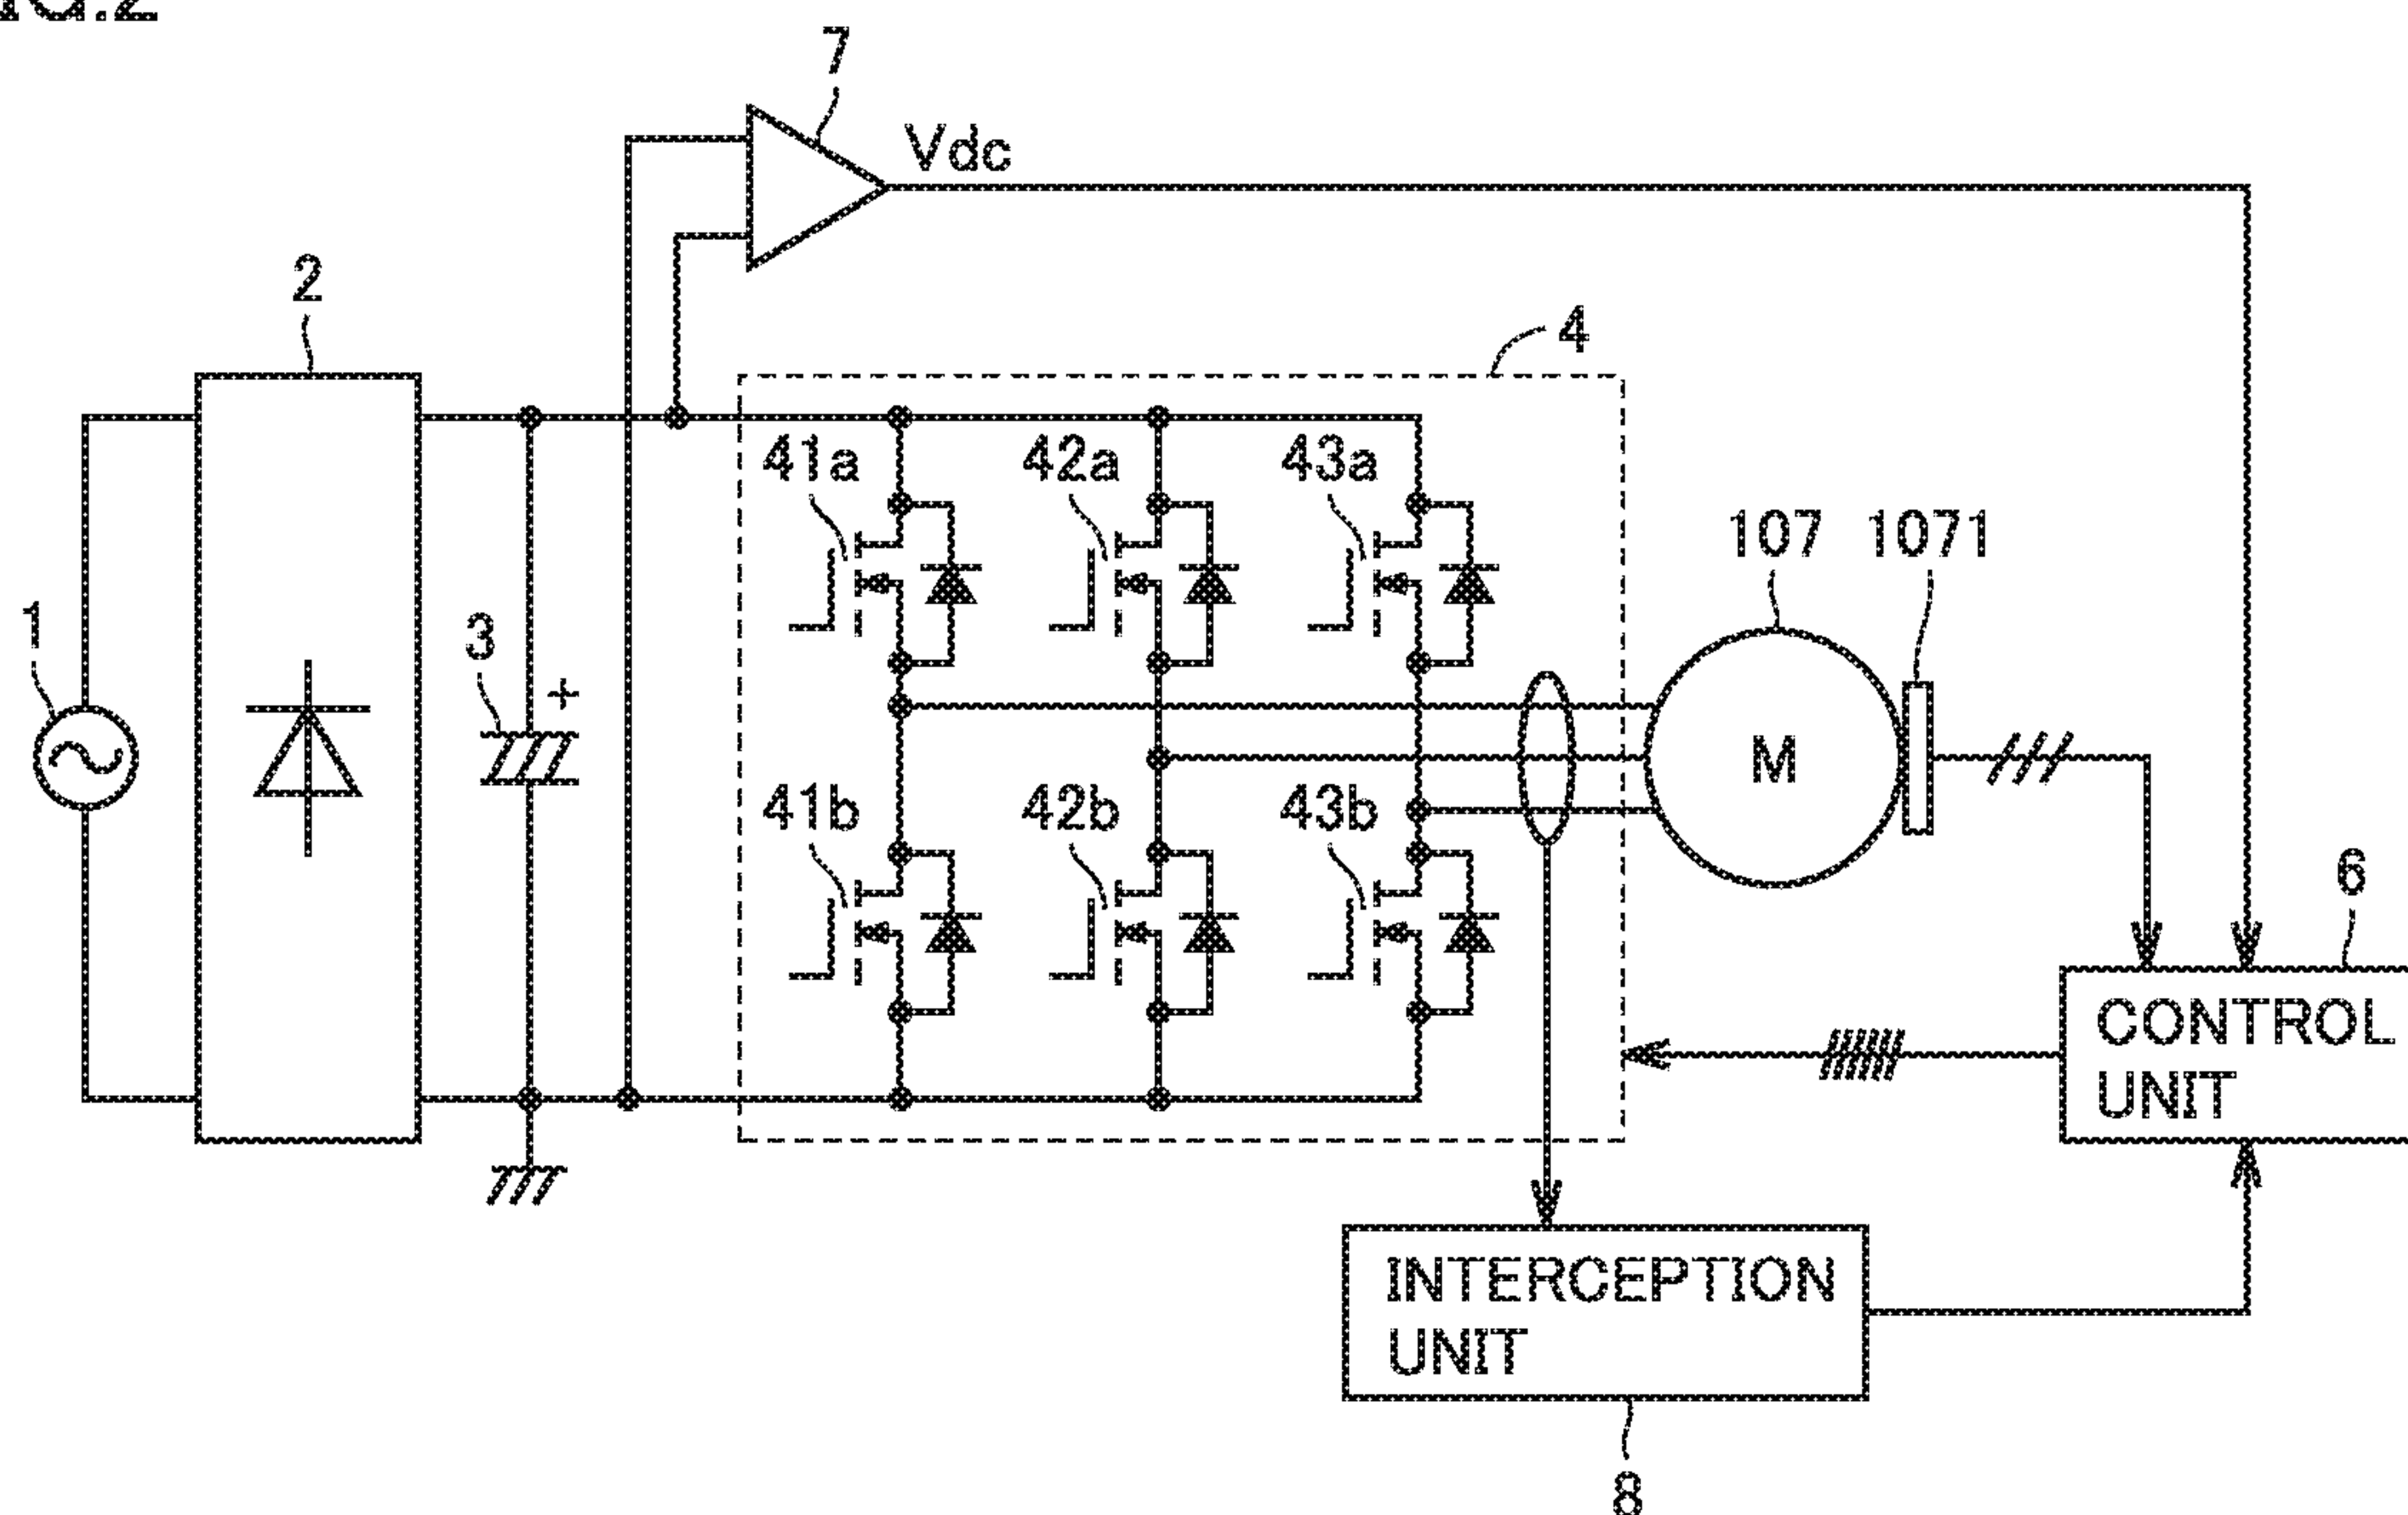 7
Vdc
2
4
41a
42a
43a
107
1071
1
3
+
M
41b
42b
43b
6
CONTROL
UNIT
INTERCEPTION
UNIT
8